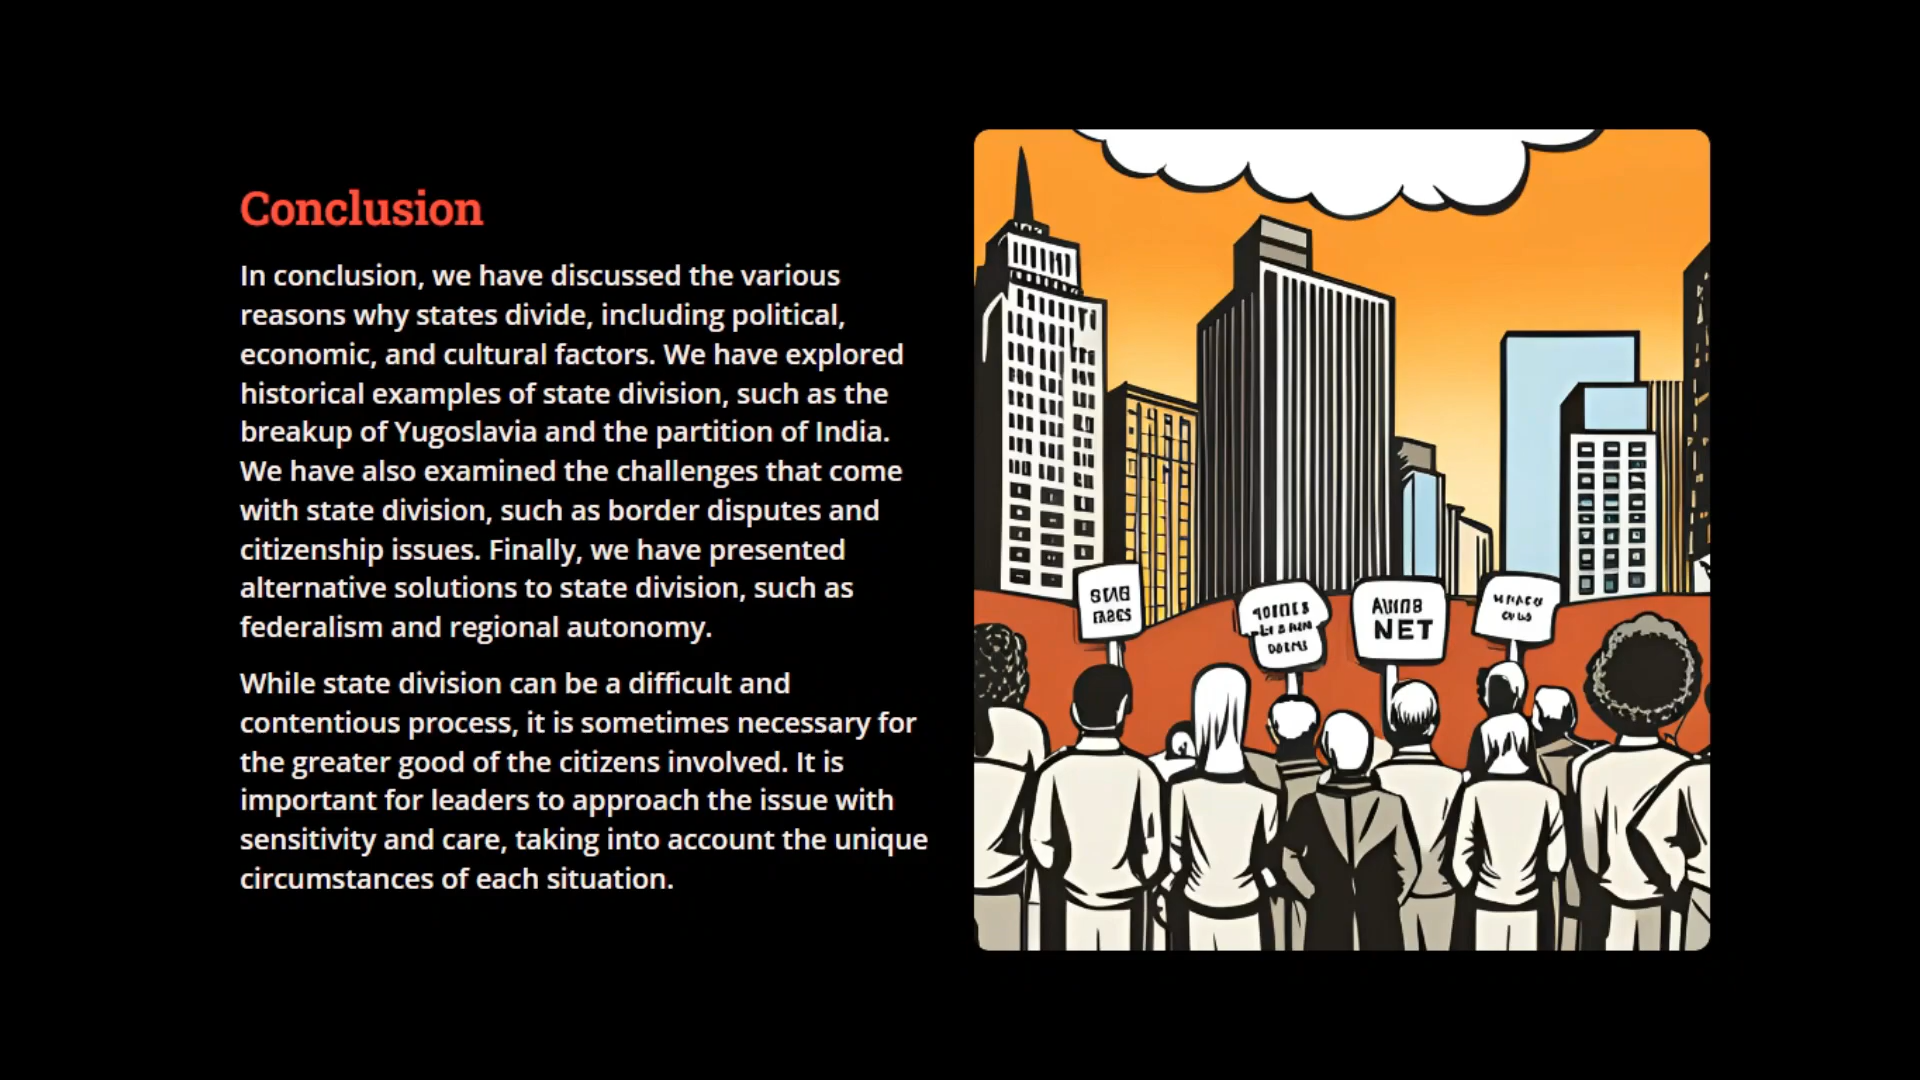 Conclusion
In conclusion, we have discussed the various
reasons why states divide, including political,
economic, and cultural factors. We have explored
historical examples of state division, such as the
breakup of Yugoslavia and the partition of India.
We have also examined the challenges that come
with state division, such as border disputes and
citizenship issues. Finally, we have presented
alternative solutions to state division, such as
federalism and regional autonomy.
While state division can be a difficult and
contentious process, it is sometimes necessary for
the greater good of the citizens involved. It is
important for leaders to approach the issue with
sensitivity and care, taking into account the unique
circumstances of each situation.
NET